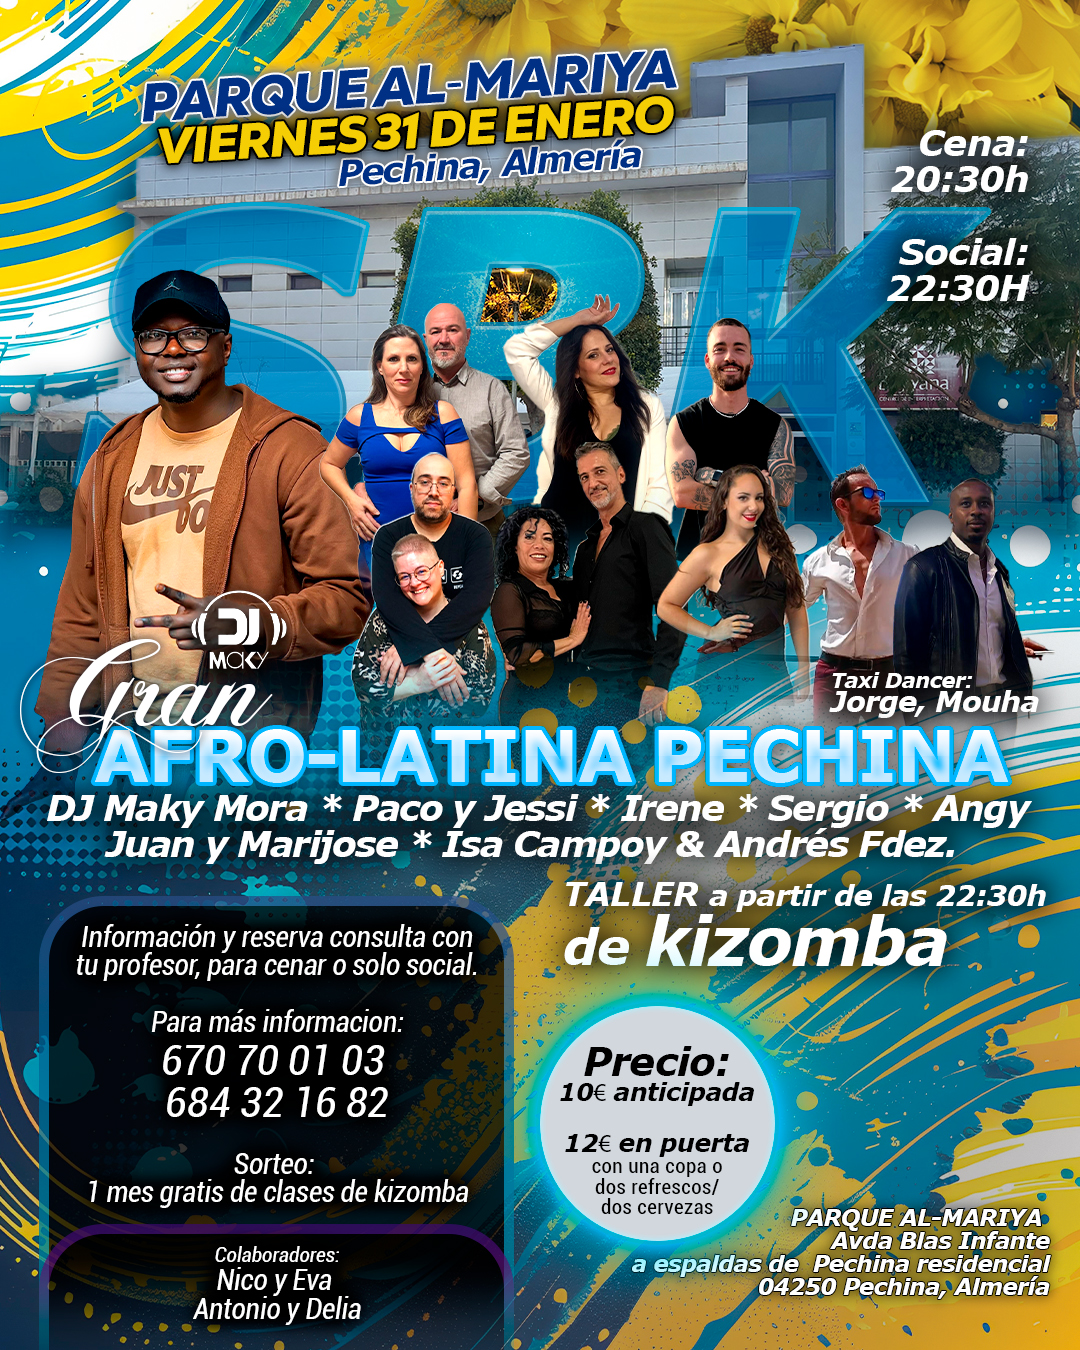 PARQUE AL-MARIYA
VIERNES 31 DE ENERO
Pechina, Almería
Cena:
20:30h
Social:
22:30H
SBK
JUST
DO
DJ
MAKY
Taxi Dancer:
Jorge, Mouha
Gran
AFRO-LATINA PECHINA
DJ Maky Mora * Paco y Jessi * Irene * Sergio * Angy
Juan y Marijose * Isa Campoy & Andrés Fdez.
TALLER a partir de las 22:30h
de kizomba
Información y reserva consulta con
tu profesor, para cenar o solo social.
Para más informacion:
670 70 01 03
684 32 16 82
Sorteo:
1 mes gratis de clases de kizomba
Colaboradores:
Nico y Eva
Antonio y Delia
Precio:
10€ anticipada
12€ en puerta
con una copa o
dos refrescos/
dos cervezas
PARQUE AL-MARIYA
Avda Blas Infante
a espaldas de Pechina residencial
04250 Pechina, Almería